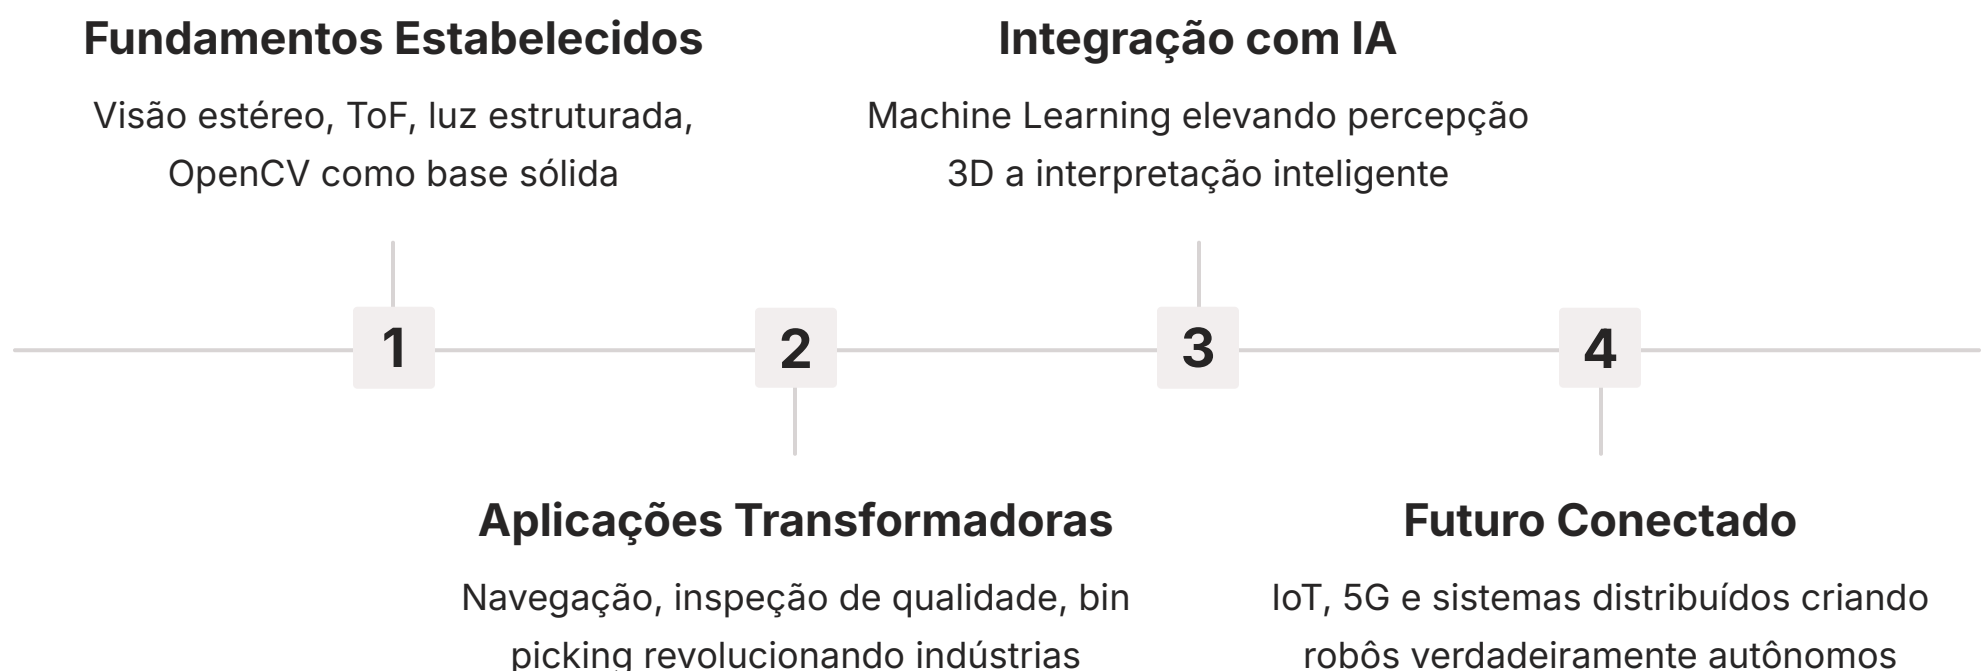 Fundamentos Estabelecidos
Visão estéreo, ToF, luz estruturada,
OpenCV como base sólida
1
Aplicações Transformadoras
Navegação, inspeção de qualidade, bin
picking revolucionando indústrias
2
Integração com IA
Machine Learning elevando percepção
3D a interpretação inteligente
3
Futuro Conectado
IoT, 5G e sistemas distribuídos criando
robôs verdadeiramente autônomos
4